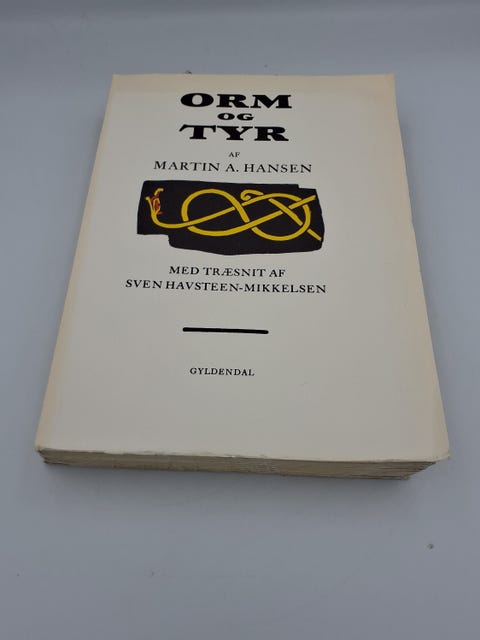 ORM
OG
TYR
AF
MARTIN A. HANSEN
MED TRÆSNIT AF
SVEN HAVSTEEN-MIKKELSEN
GYLDENDAL